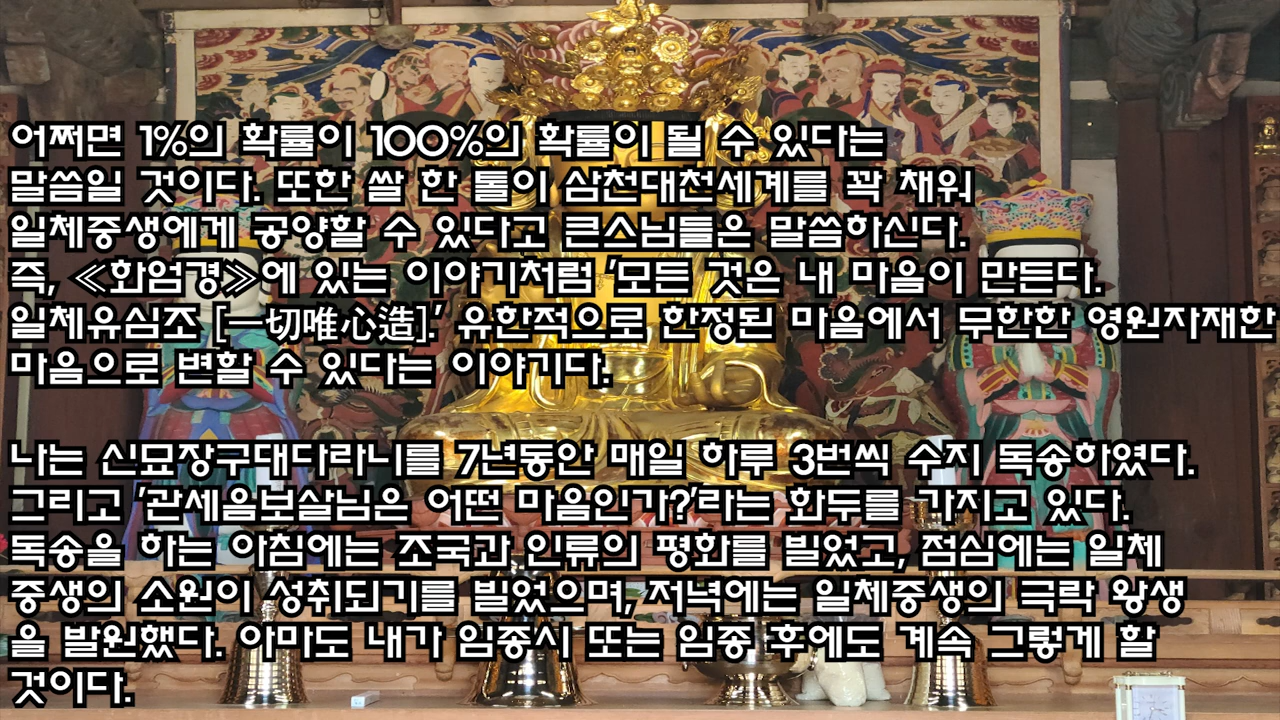 어쩌면 1%의 확률이 100%의 확률이 될 수 있다는
말씀일 것이다. 또한 쌀 한 톨이 삼천대천세계를 꽉 채워
일체중생에게 공양할 수 있다고 큰스님들은 말씀하신다.
즉, ≪화엄경≫에 있는 이야기처럼 '모든 것은 내 마음이 만든다.
일체유심조 [一切唯心造].' 유한적으로 한정된 마음에서 무한한 영원자재한
마음으로 변할 수 있다는 이야기다.
나는 신묘장구대다라니를 7년동안 매일 하루 3번씩 수지 독송하였다.
그리고 '관세음보살님은 어떤 마음인가?'라는 화두를 가지고 있다.
독송을 하는 아침에는 조국과 인류의 평화를 빌었고, 점심에는 일체
중생의 소원이 성취되기를 빌었으며, 저녁에는 일체중생의 극락 왕생
을 발원했다. 아마도 내가 임종시 또는 임종 후에도 계속 그렇게 할
것이다.